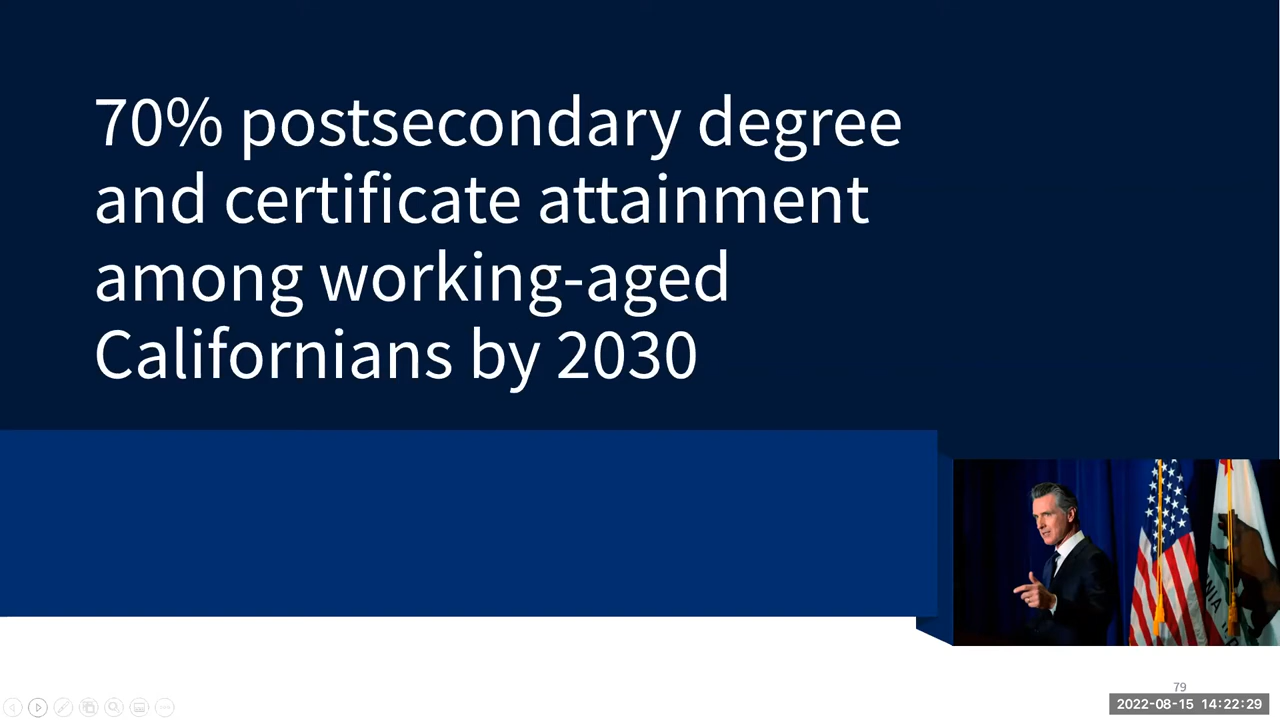 70% postsecondary degree
and certificate attainment
among working-aged
Californians by 2030
79
2022-08-15 14:22:29